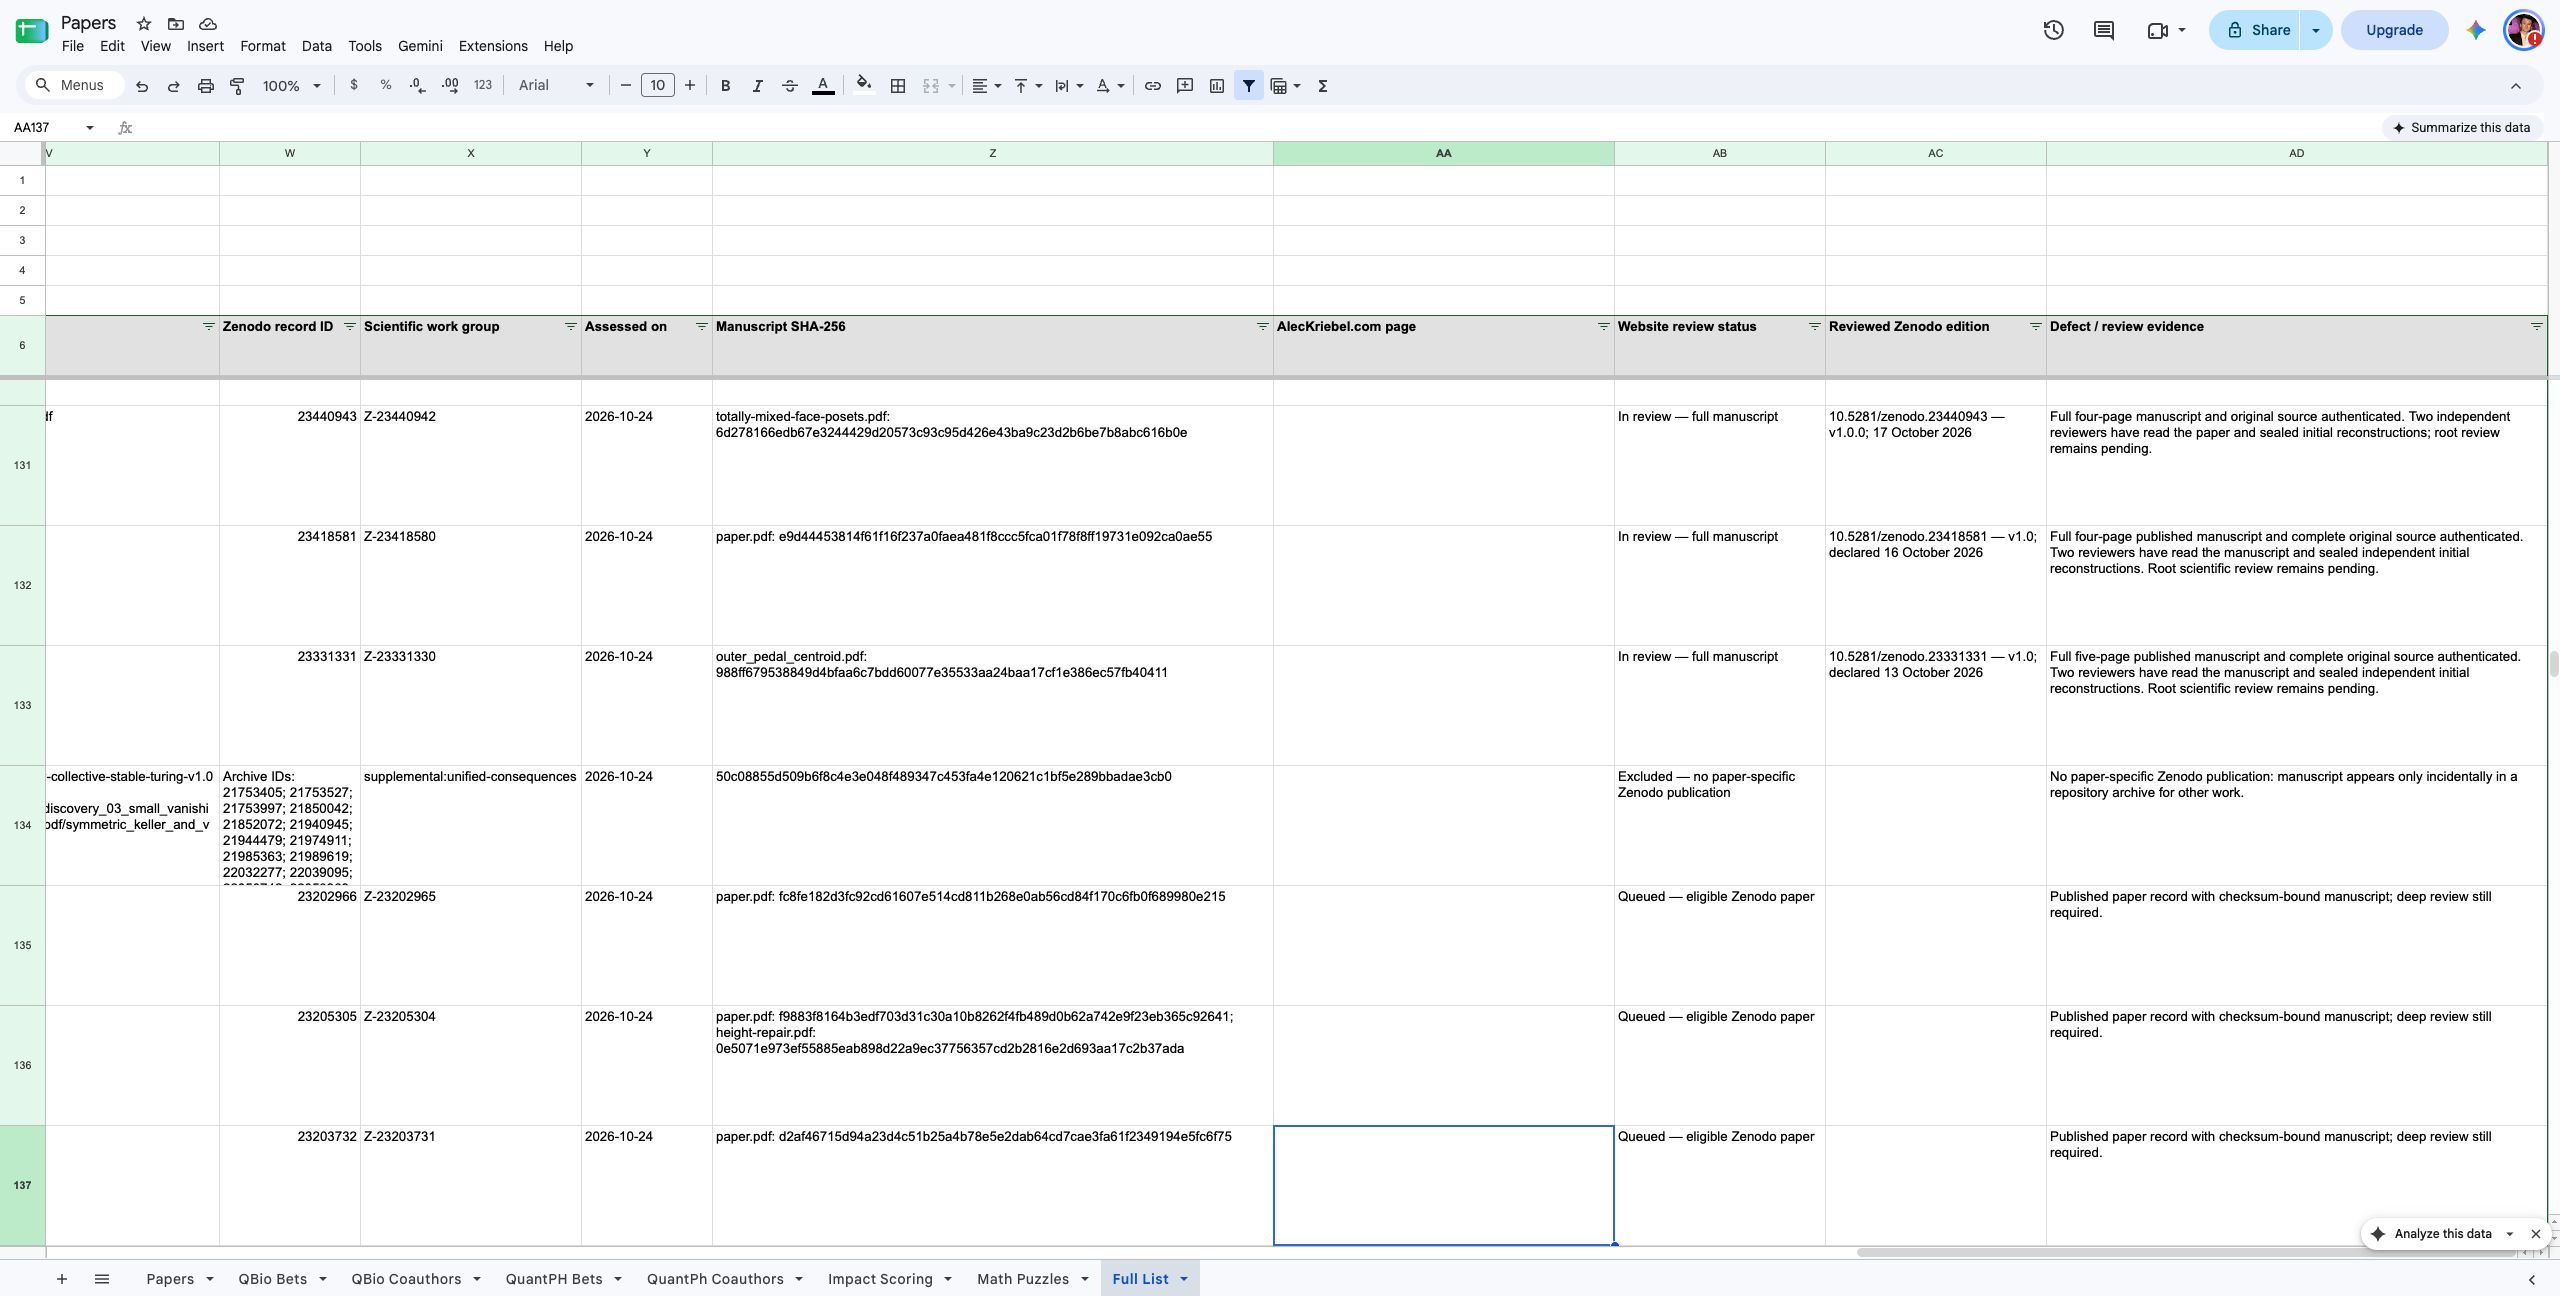 Papers
File Edit View Insert Format Data Tools Gemini Extensions Help
Share
Upgrade
Menus
100%
$ % .0 .00 123
Arial
10
B I A
AA137
fx
Summarize this data
V W X Y Z AA AB AC AD
1
2
3
4
5
6
Zenodo record ID
Scientific work group
Assessed on
Manuscript SHA-256
AlecKriebel.com page
Website review status
Reviewed Zenodo edition
Defect / review evidence
131
df
23440943
Z-23440942
2026-10-24
totally-mixed-face-posets.pdf:
6d278166edb67e3244429d20573c93c95d426e43ba9c23d2b6be7b8abc616b0e
In review — full manuscript
10.5281/zenodo.23440943 —
v1.0.0; 17 October 2026
Full four-page manuscript and original source authenticated. Two independent
reviewers have read the paper and sealed initial reconstructions; root review
remains pending.
132
23418581
Z-23418580
2026-10-24
paper.pdf: e9d44453814f61f16f237a0faea481f8ccc5fca01f78f8ff19731e092ca0ae55
In review — full manuscript
10.5281/zenodo.23418581 — v1.0;
declared 16 October 2026
Full four-page published manuscript and complete original source authenticated.
Two reviewers have read the manuscript and sealed independent initial
reconstructions. Root scientific review remains pending.
133
23331331
Z-23331330
2026-10-24
outer_pedal_centroid.pdf:
988ff679538849d4bfaa6c7bdd60077e35533aa24baa17cf1e386ec57fb40411
In review — full manuscript
10.5281/zenodo.23331331 — v1.0;
declared 13 October 2026
Full five-page published manuscript and complete original source authenticated.
Two reviewers have read the manuscript and sealed independent initial
reconstructions. Root scientific review remains pending.
134
-collective-stable-turing-v1.0
discovery_03_small_vanishi
pdf/symmetric_keller_and_v
Archive IDs:
21753405; 21753527;
21753997; 21850042;
21852072; 21940945;
21944479; 21974911;
21985363; 21989619;
22032277; 22039095;
supplemental:unified-consequences
2026-10-24
50c08855d509b6f8c4e3e048f489347c453fa4e120621c1bf5e289bbadae3cb0
Excluded — no paper-specific
Zenodo publication
No paper-specific Zenodo publication: manuscript appears only incidentally in a
repository archive for other work.
135
23202966
Z-23202965
2026-10-24
paper.pdf: fc8fe182d3fc92cd61607e514cd811b268e0ab56cd84f170c6fb0f689980e215
Queued — eligible Zenodo paper
Published paper record with checksum-bound manuscript; deep review still
required.
136
23205305
Z-23205304
2026-10-24
paper.pdf: f9883f8164b3edf703d31c30a10b8262f4fb489d0b62a742e9f23eb365c92641;
height-repair.pdf:
0e5071e973ef55885eab898d22a9ec37756357cd2b2816e2d693aa17c2b37ada
Queued — eligible Zenodo paper
Published paper record with checksum-bound manuscript; deep review still
required.
137
23203732
Z-23203731
2026-10-24
paper.pdf: d2af46715d94a23d4c51b25a4b78e5e2dab64cd7cae3fa61f2349194e5fc6f75
Queued — eligible Zenodo paper
Published paper record with checksum-bound manuscript; deep review still
required.
Analyze this data
Papers QBio Bets QBio Coauthors QuantPH Bets QuantPh Coauthors Impact Scoring Math Puzzles Full List